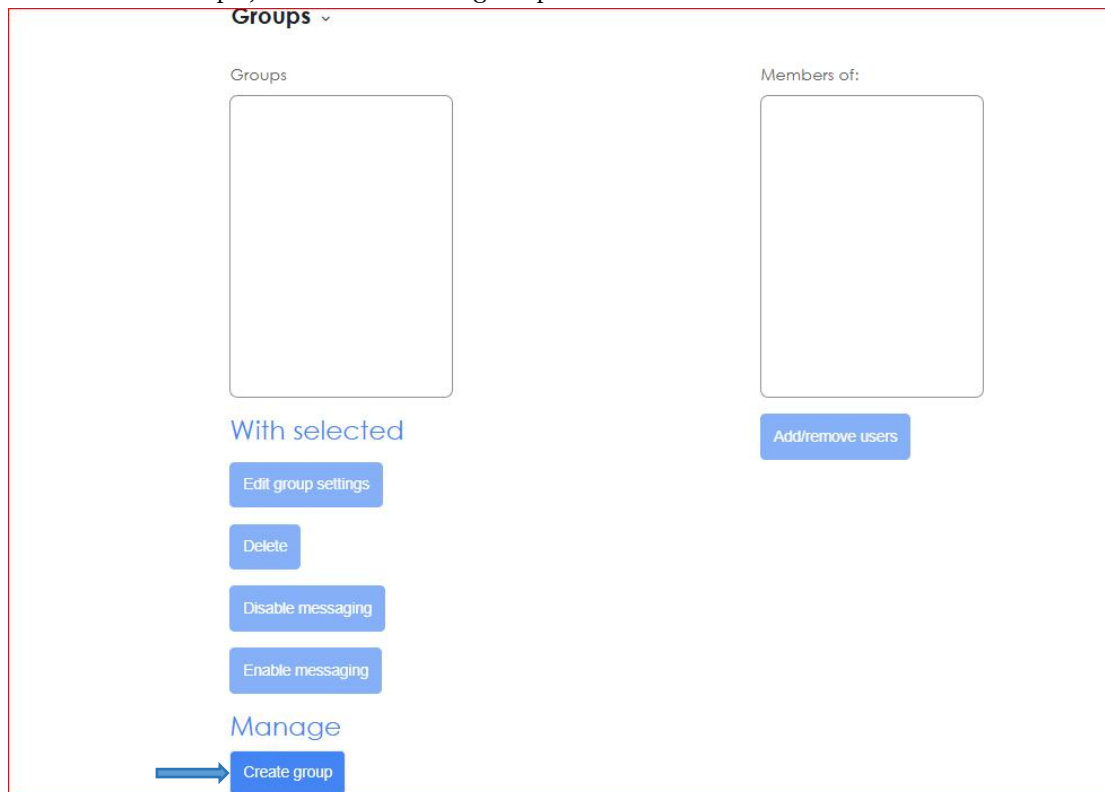 Groups
Groups
Members of:
With selected
Add/remove users
Edit group settings
Delete
Disable messaging
Enable messaging
Manage
Create group